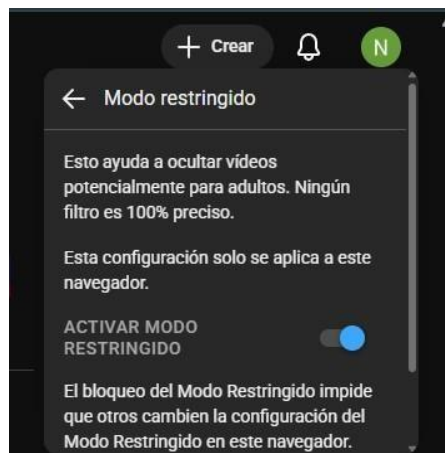 + Crear
N
← Modo restringido
Esto ayuda a ocultar vídeos
potencialmente para adultos. Ningún
filtro es 100% preciso.
Esta configuración solo se aplica a este
navegador.
ACTIVAR MODO
RESTRINGIDO
El bloqueo del Modo Restringido impide
que otros cambien la configuración del
Modo Restringido en este navegador.